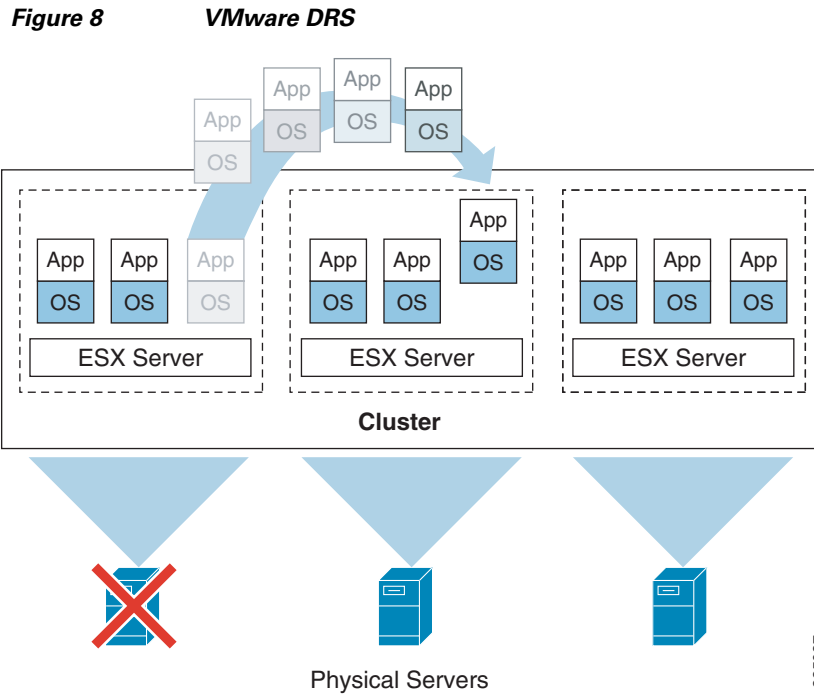 Figure 8 VMware DRS
App
OS
App
OS
App
OS
App
OS
App
OS
App
OS
App
OS
App
OS
App
OS
App
OS
App
OS
App
OS
App
OS
ESX Server
ESX Server
ESX Server
Cluster
Physical Servers